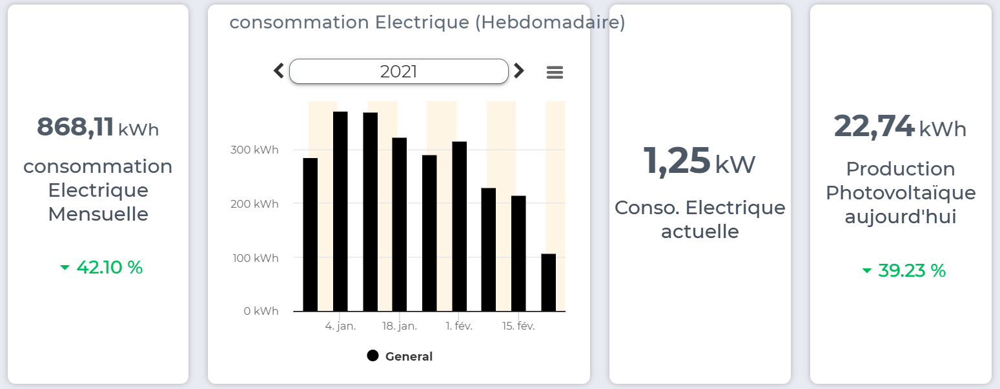 868,11 kWh
consommation
Electrique
Mensuelle
42.10 %
consommation Electrique (Hebdomadaire)
2021
300 kWh
200 kWh
100 kWh
0 kWh
4. jan. 18. jan. 1. fév. 15. fév.
General
1,25 kW
Conso. Electrique
actuelle
22,74 kWh
Production
Photovoltaïque
aujourd'hui
39.23 %